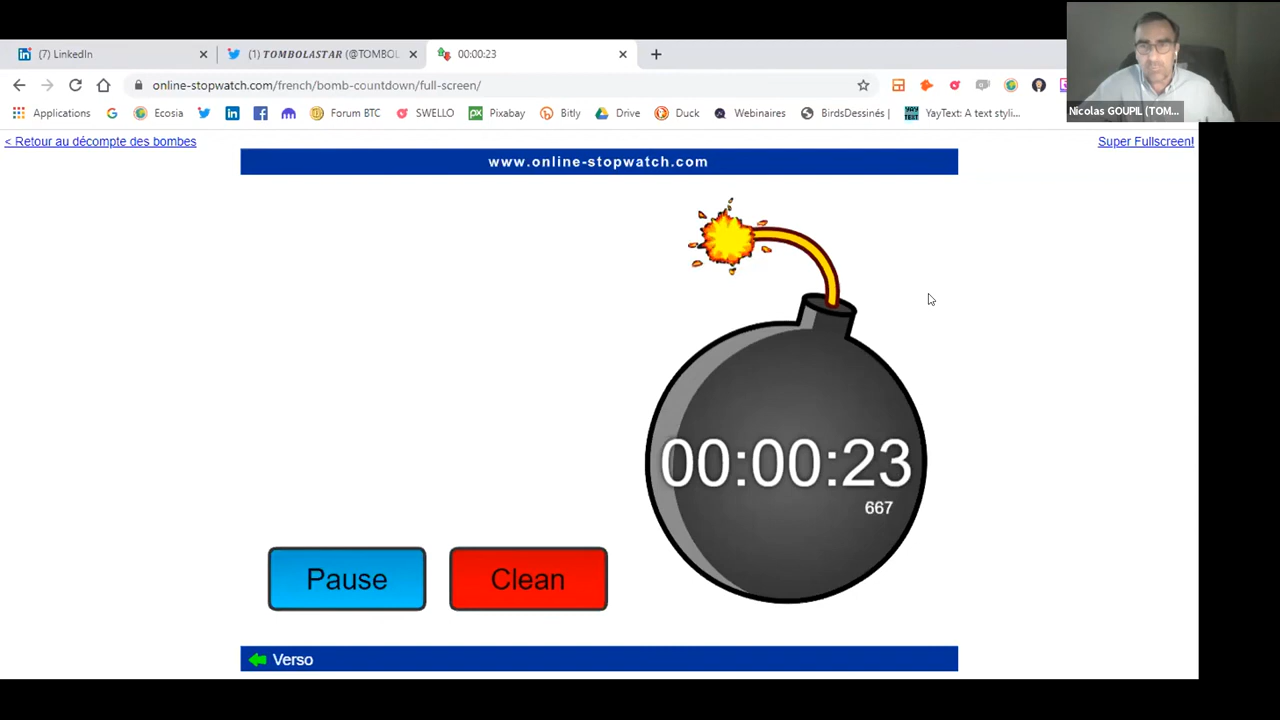 (7) LinkedIn
(1) TOMBOLASTAR (@TOMBOL
00:00:23
online-stopwatch.com/french/bomb-countdown/full-screen/
Applications
Ecosia
Forum BTC
SWELLO
Pixabay
Bitly
Drive
Duck
Webinaires
BirdsDessinés |
YayText: A text styli...
Nicolas GOUPIL (TOM...
< Retour au décompte des bombes
Super Fullscreen!
www.online-stopwatch.com
00:00:23
667
Pause
Clean
Verso